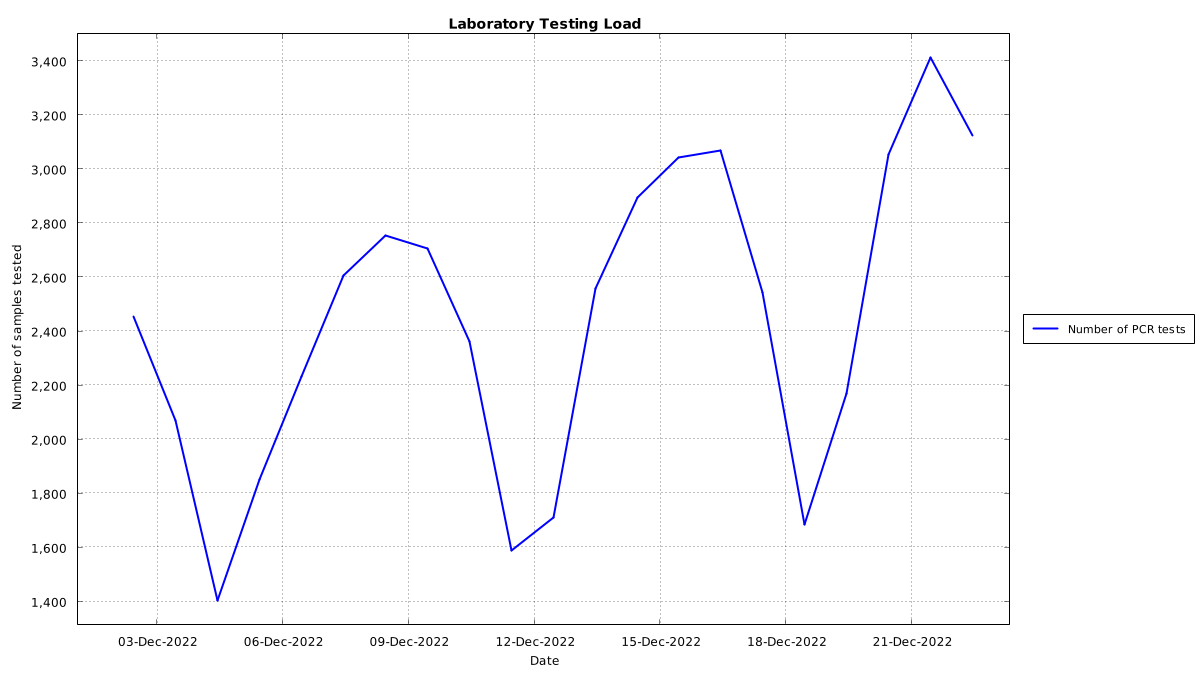 Laboratory Testing Load
3,400
3,200
3,000
2,800
2,600
2,400
2,200
2,000
1,800
1,600
1,400
Number of samples tested
03-Dec-2022 06-Dec-2022 09-Dec-2022 12-Dec-2022 15-Dec-2022 18-Dec-2022 21-Dec-2022
Date
Number of PCR tests